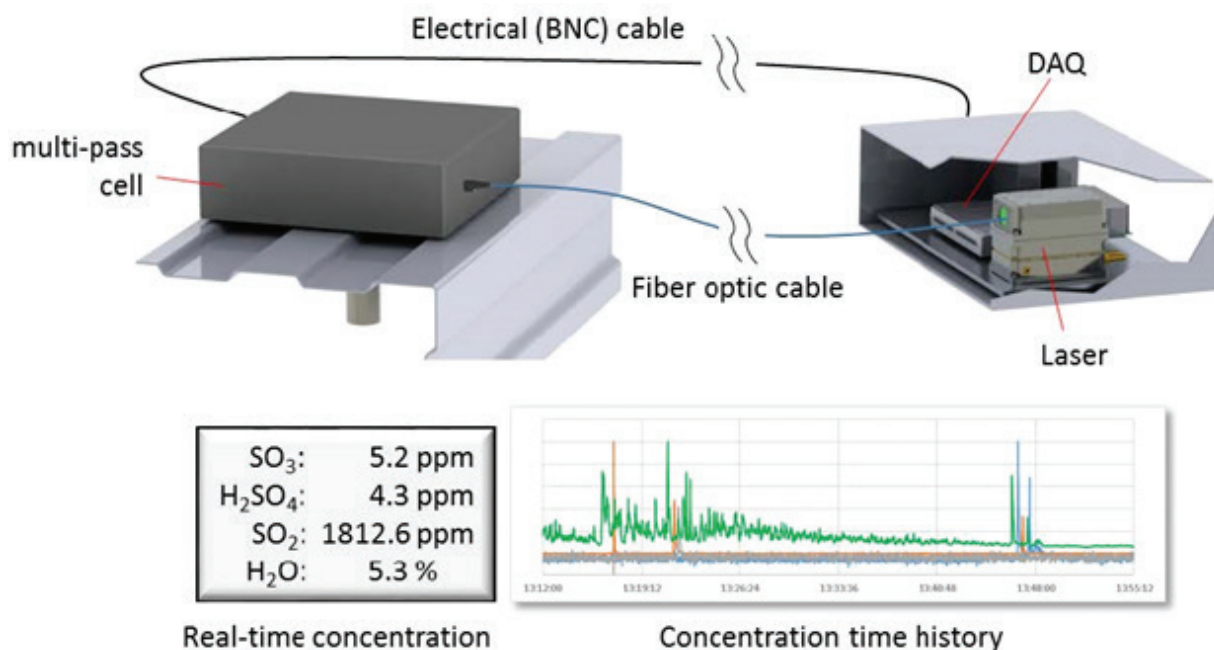 Electrical (BNC) cable
DAQ
multi-pass
cell
Fiber optic cable
Laser
SO₃: 5.2 ppm
H₂SO₄: 4.3 ppm
SO₂: 1812.6 ppm
H₂O: 5.3 %
13:12:00 13:19:12 13:26:24 13:33:36 13:40:48 13:48:00 13:55:12
Real-time concentration
Concentration time history